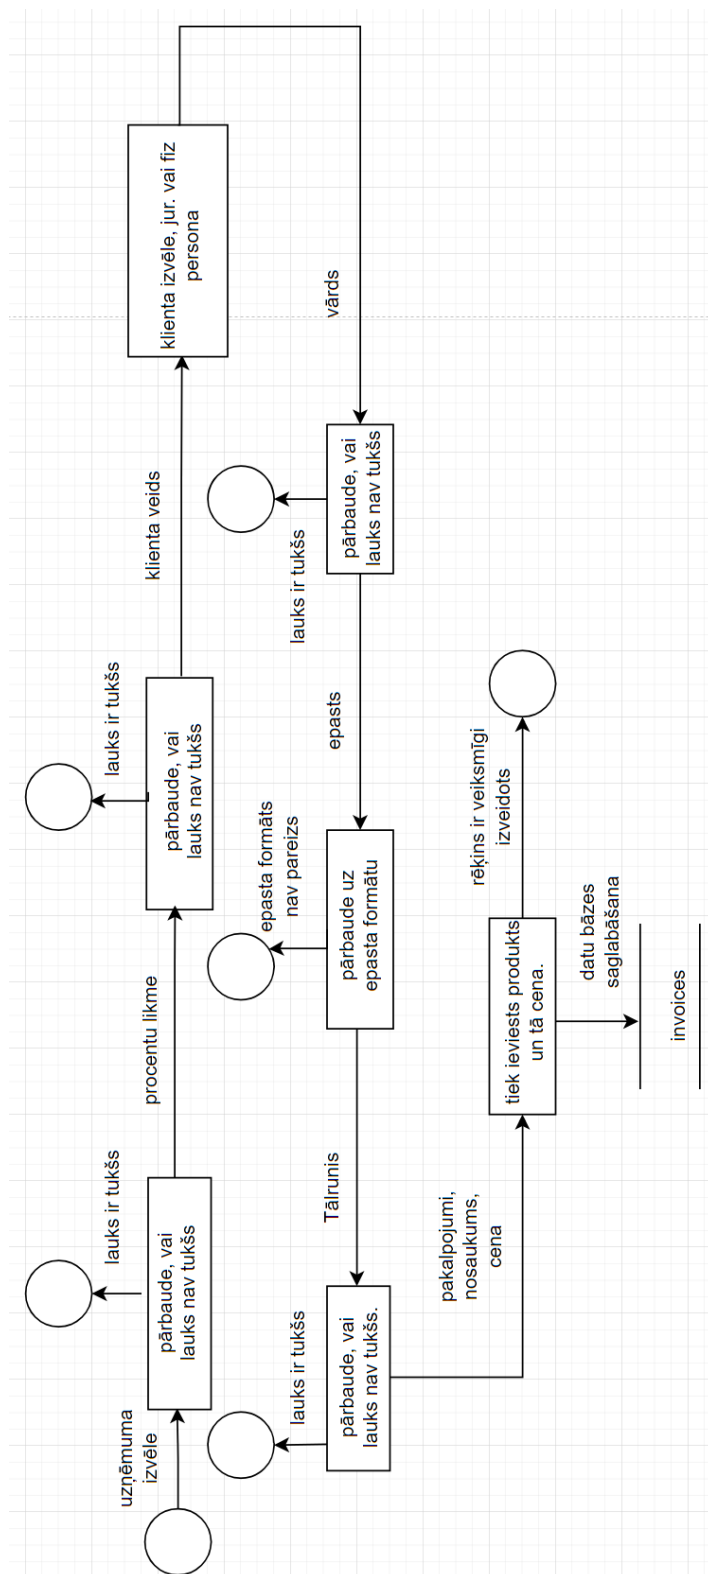 uzņēmuma
izvēle
pārbaude, vai
lauks nav tukšs
lauks ir tukšs
procentu likme
pārbaude, vai
lauks nav tukšs
lauks ir tukšs
klienta veids
klienta izvēle, jur. vai fiz
persona
vārds
pārbaude, vai
lauks nav tukšs
lauks ir tukšs
epasts
pārbaude uz
epasta formātu
epasta formāts
nav pareizs
Tālrunis
pārbaude, vai
lauks nav tukšs.
lauks ir tukšs
pakalpojumi,
nosaukums,
cena
tiek ieviests produkts
un tā cena.
rēķins ir veiksmīgi
izveidots
datu bāzes
saglabāšana
invoices